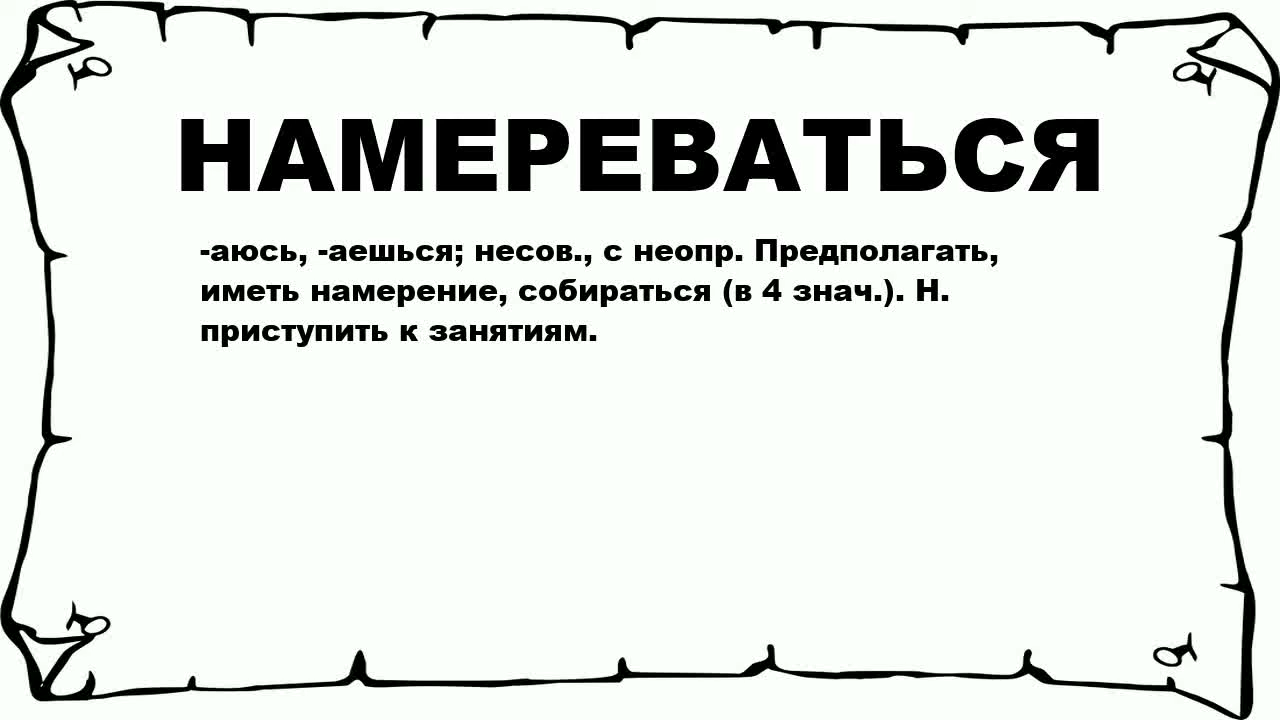 НАМЕРЕВАТЬСЯ
-аюсь, -аешься; несов., с неопр. Предполагать,
иметь намерение, собираться (в 4 знач.). Н.
приступить к занятиям.